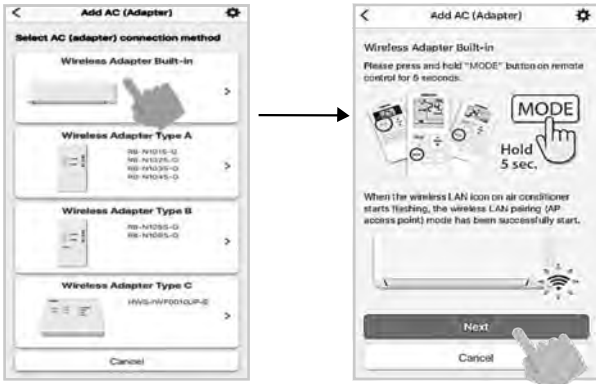 Add AC (Adapter)
Select AC (adapter) connection method
Wireless Adapter Built-in
Wireless Adapter Type A
RB-N101S-G
RB-N102S-G
RB-N103S-G
RB-N104S-G
Wireless Adapter Type B
RB-N105S-G
RB-N106S-G
Wireless Adapter Type C
Cancel
Add AC (Adapter)
Wireless Adapter Built-in
Please press and hold "MODE" button on remote
control for 5 seconds.
MODE
Hold
5 sec.
When the wireless LAN icon on air conditioner
starts flashing, the wireless LAN pairing (AP
access point) mode has been successfully start.
Next
Cancel